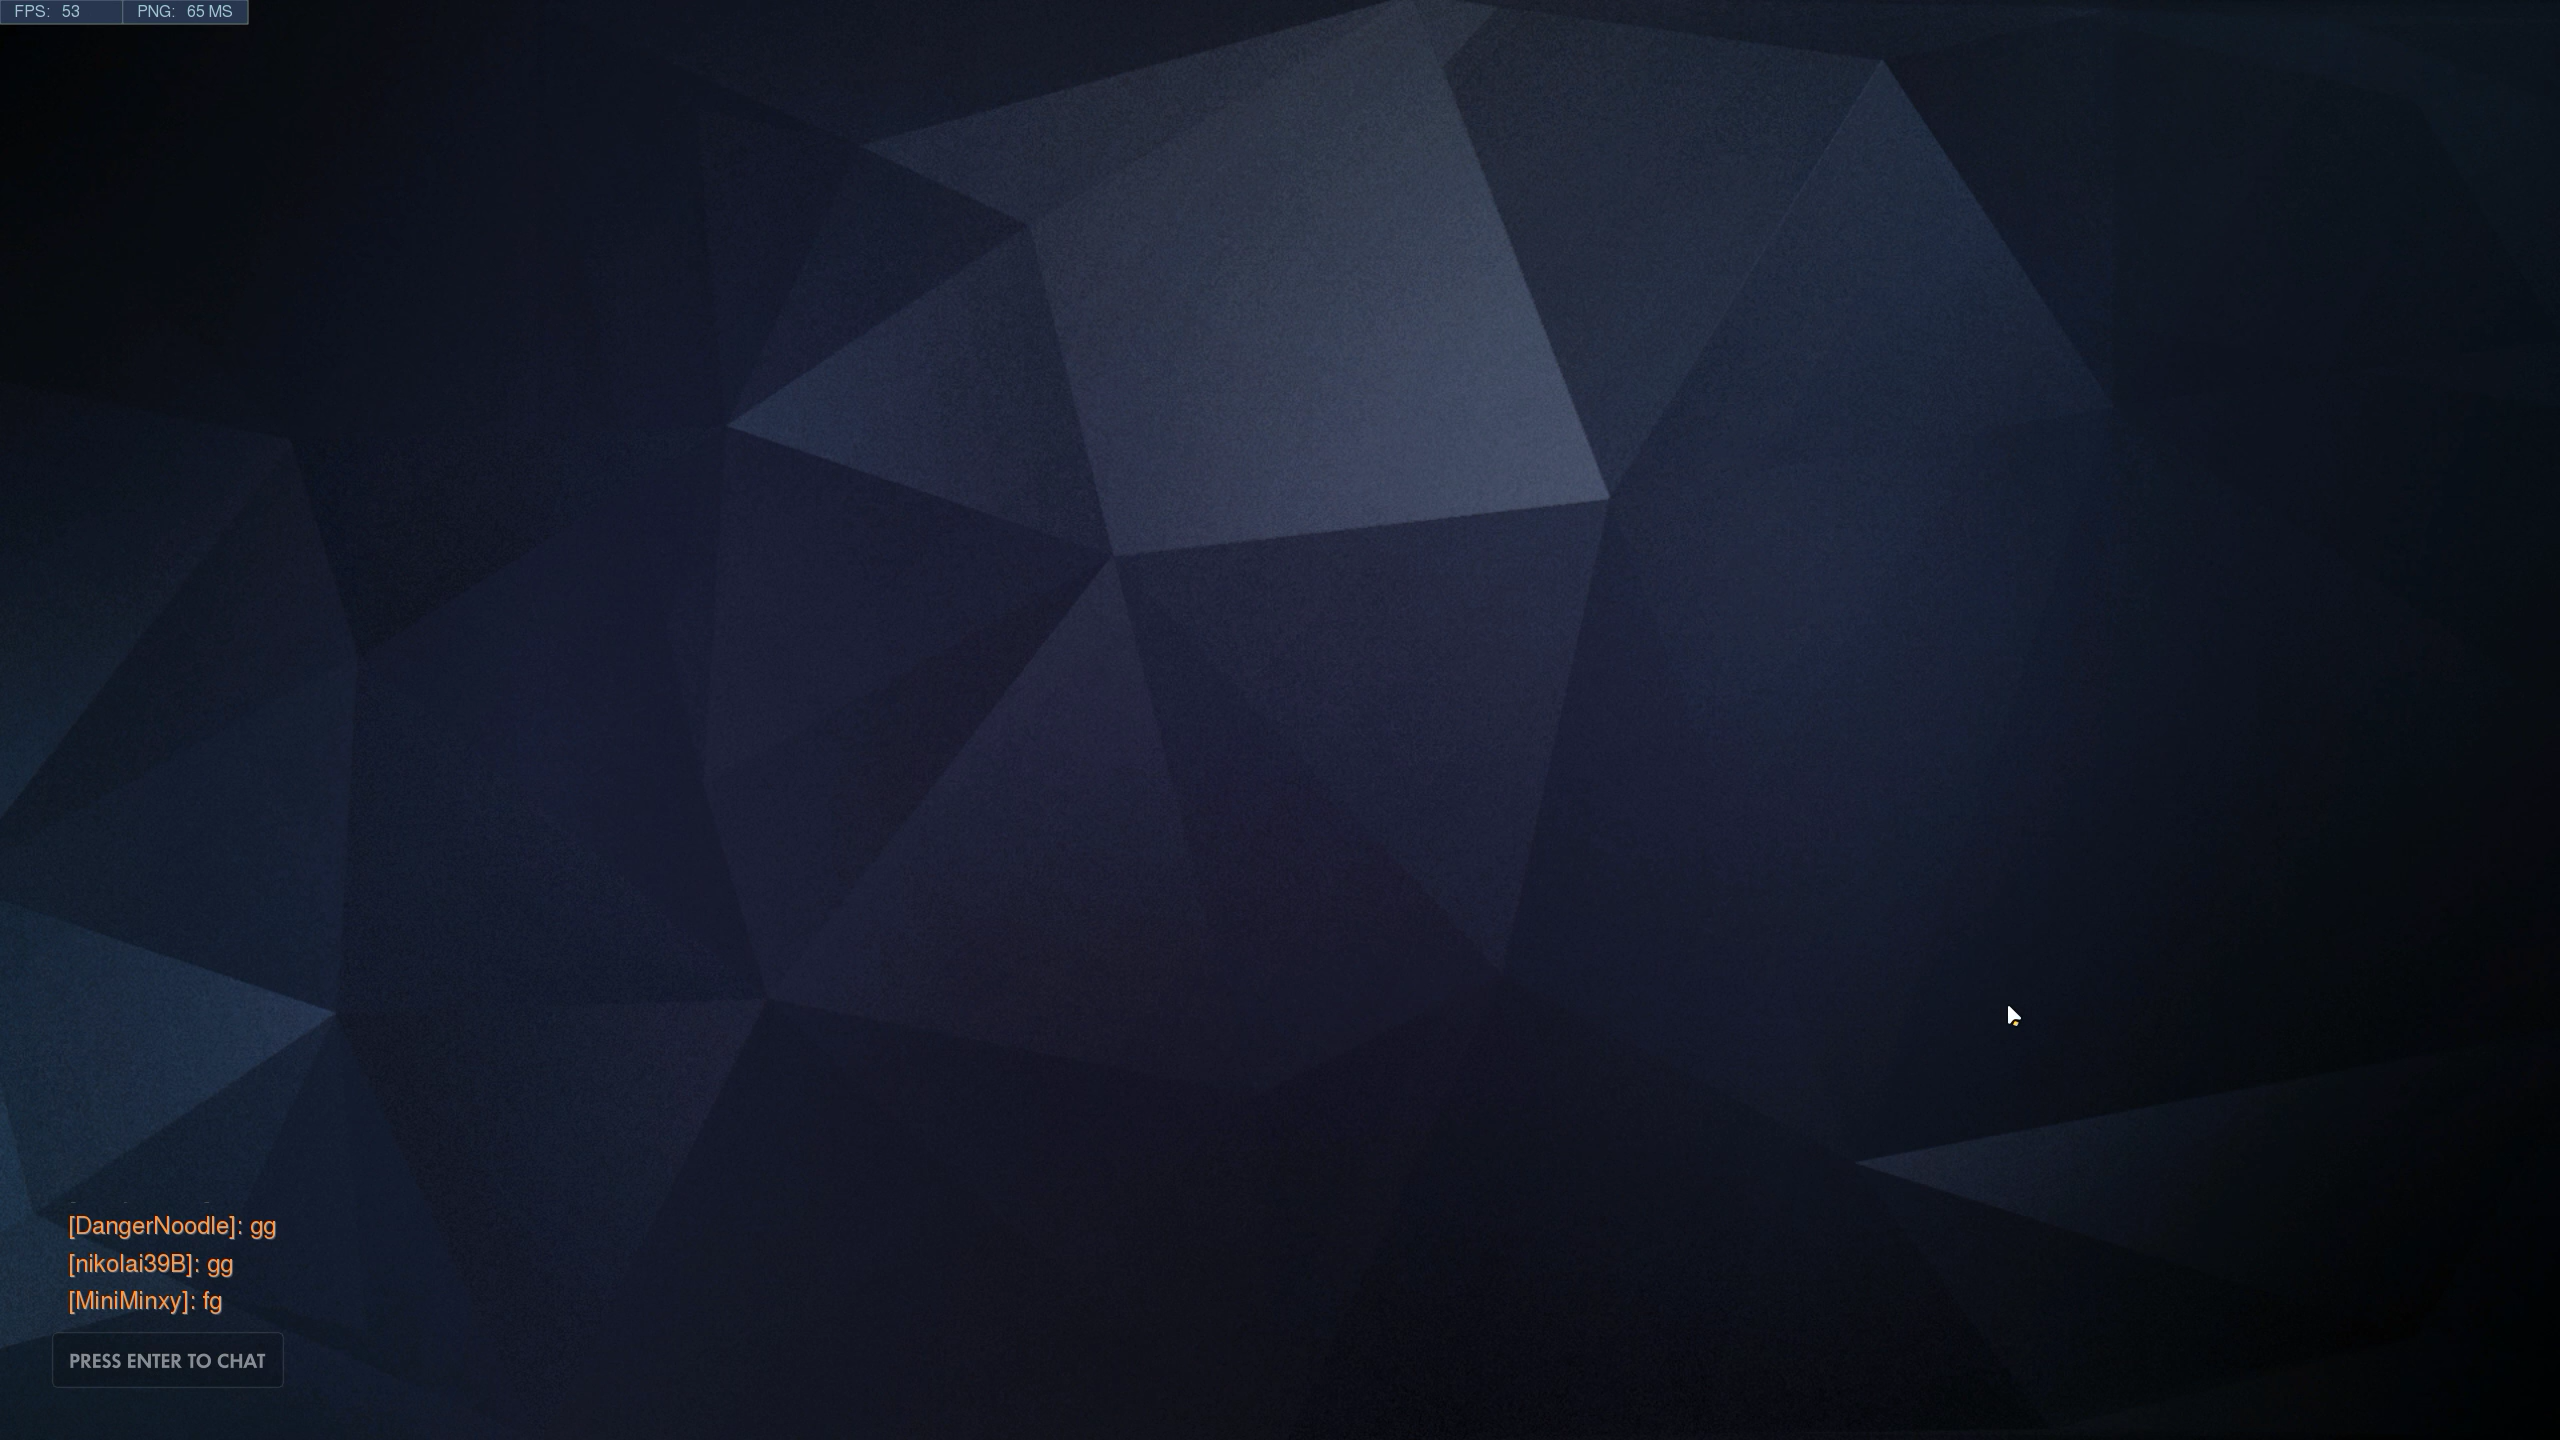 FPS: 53 PNG: 65 MS
[DangerNoodle]: gg
[nikolai39B]: gg
[MiniMinxy]: fg
PRESS ENTER TO CHAT